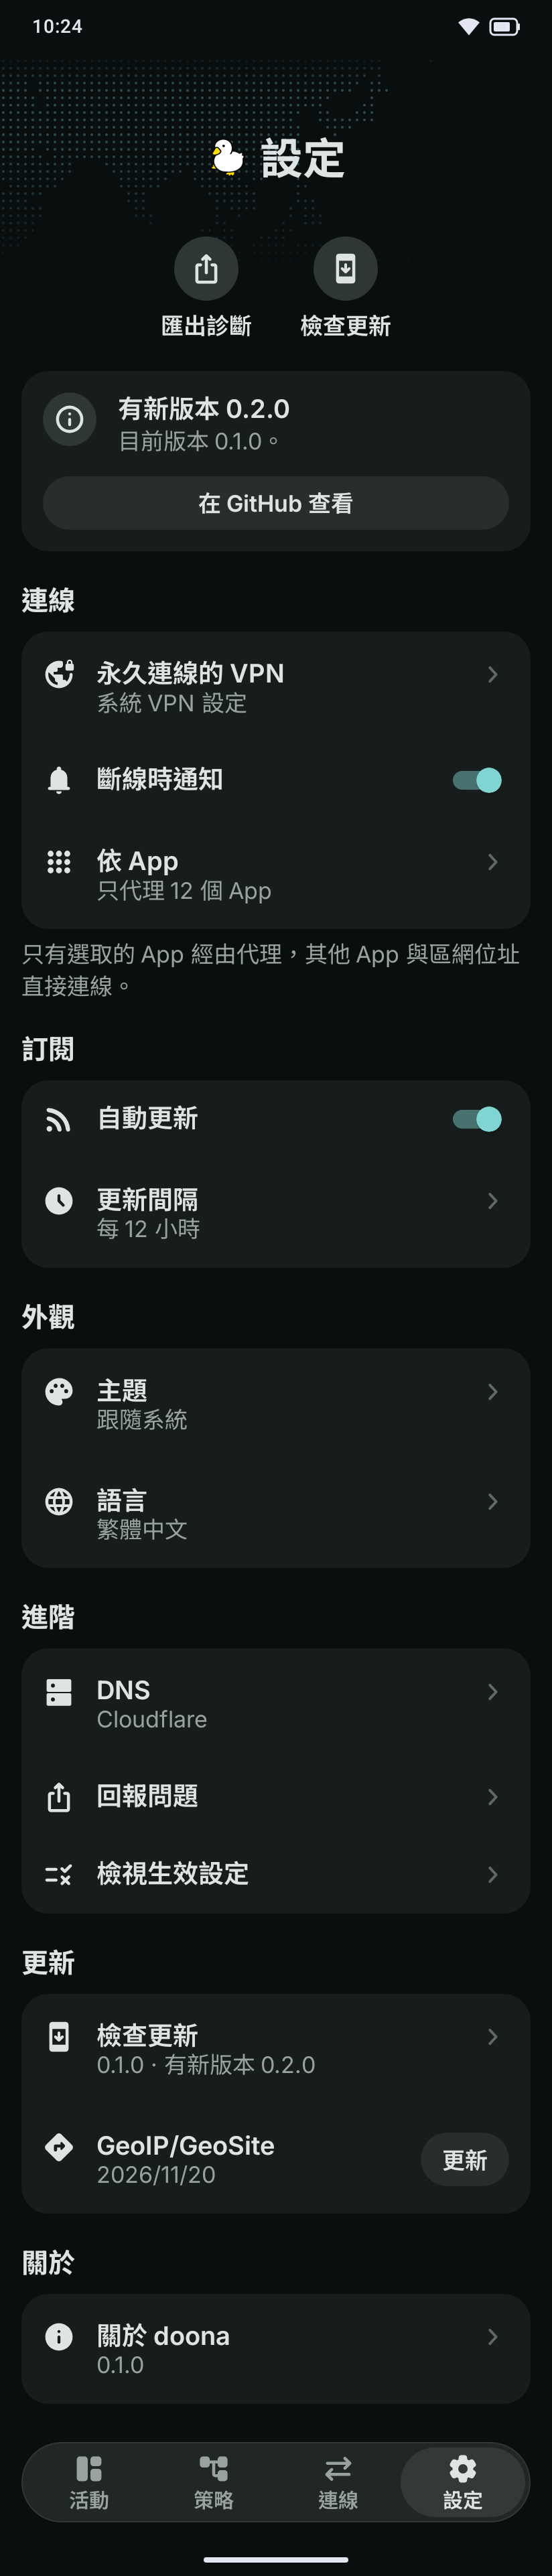 10:24
設定
匯出診斷
檢查更新
有新版本 0.2.0
目前版本 0.1.0。
在 GitHub 查看
連線
永久連線的 VPN
系統 VPN 設定
斷線時通知
依 App
只代理 12 個 App
只有選取的 App 經由代理，其他 App 與區網位址
直接連線。
訂閱
自動更新
更新間隔
每 12 小時
外觀
主題
跟隨系統
語言
繁體中文
進階
DNS
Cloudflare
回報問題
檢視生效設定
更新
檢查更新
0.1.0 · 有新版本 0.2.0
GeoIP/GeoSite
2026/11/20
更新
關於
關於 doona
0.1.0
活動
策略
連線
設定